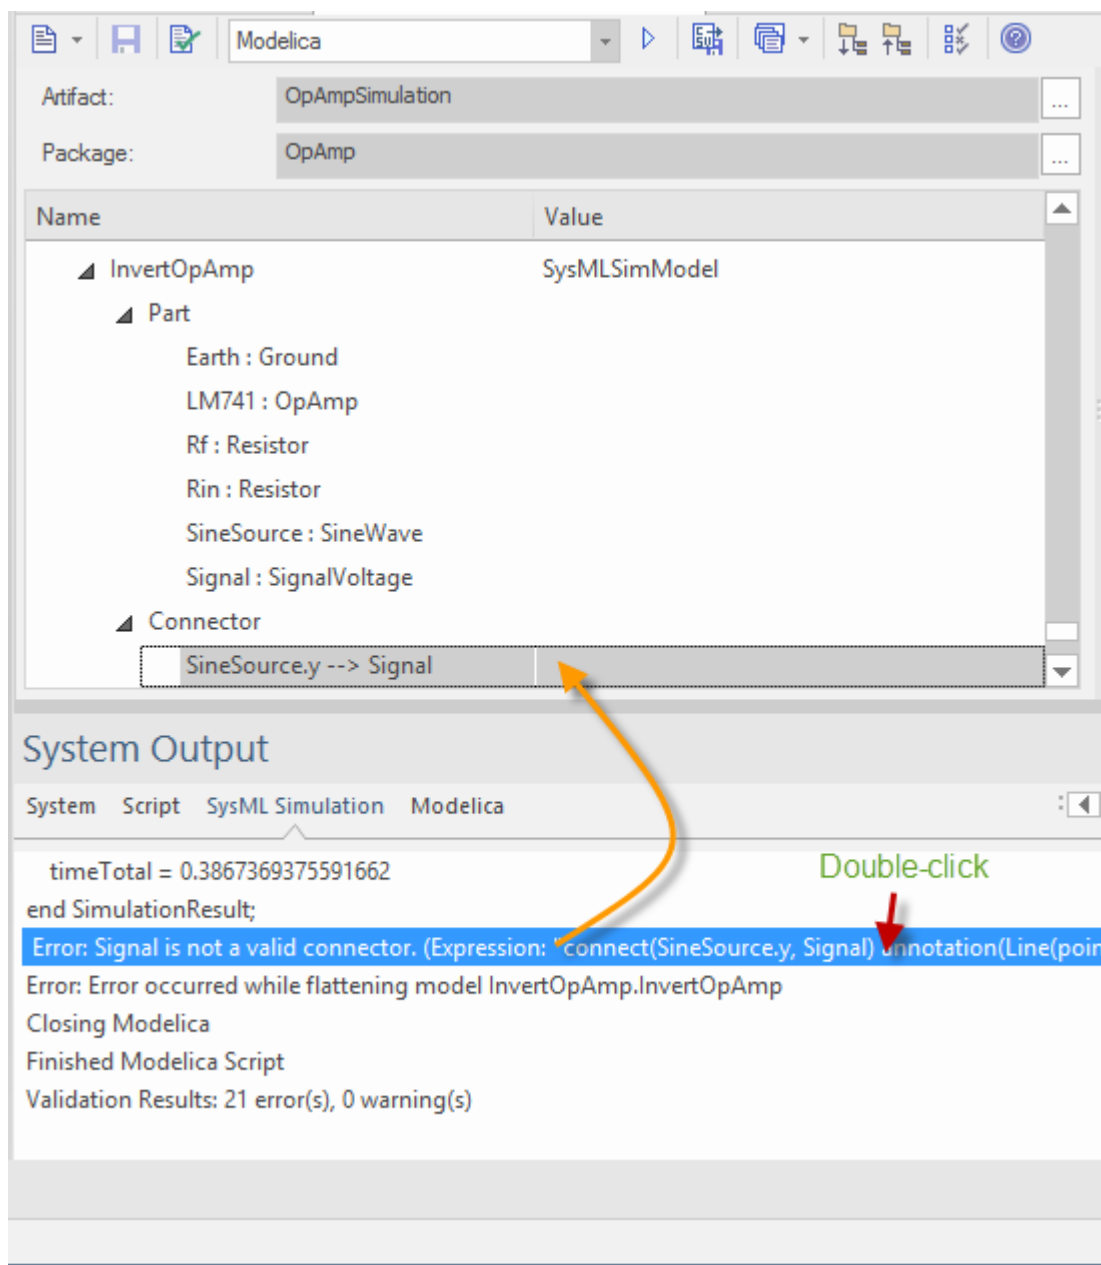 Modelica
Artifact: OpAmpSimulation ...
Package: OpAmp ...
Name Value
InvertOpAmp SysMLSimModel
Part
Earth : Ground
LM741 : OpAmp
Rf : Resistor
Rin : Resistor
SineSource : SineWave
Signal : SignalVoltage
Connector
SineSource.y --> Signal
System Output
System Script SysML Simulation Modelica
timeTotal = 0.3867369375591662
Double-click
end SimulationResult;
Error: Signal is not a valid connector. (Expression: "connect(SineSource.y, Signal) annotation(Line(poin
Error: Error occurred while flattening model InvertOpAmp.InvertOpAmp
Closing Modelica
Finished Modelica Script
Validation Results: 21 error(s), 0 warning(s)